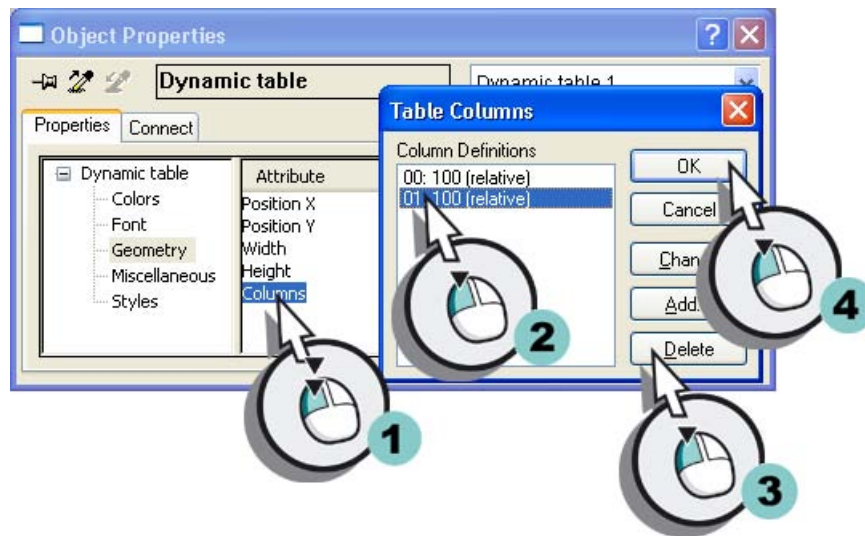 Object Properties
Dynamic table
Dynamic table 1
Properties
Connect
Dynamic table
Colors
Font
Geometry
Miscellaneous
Styles
Attribute
Position X
Position Y
Width
Height
Columns
Table Columns
Column Definitions
00: 100 (relative)
01: 100 (relative)
OK
Cancel
Add..
Delete
1
2
3
4